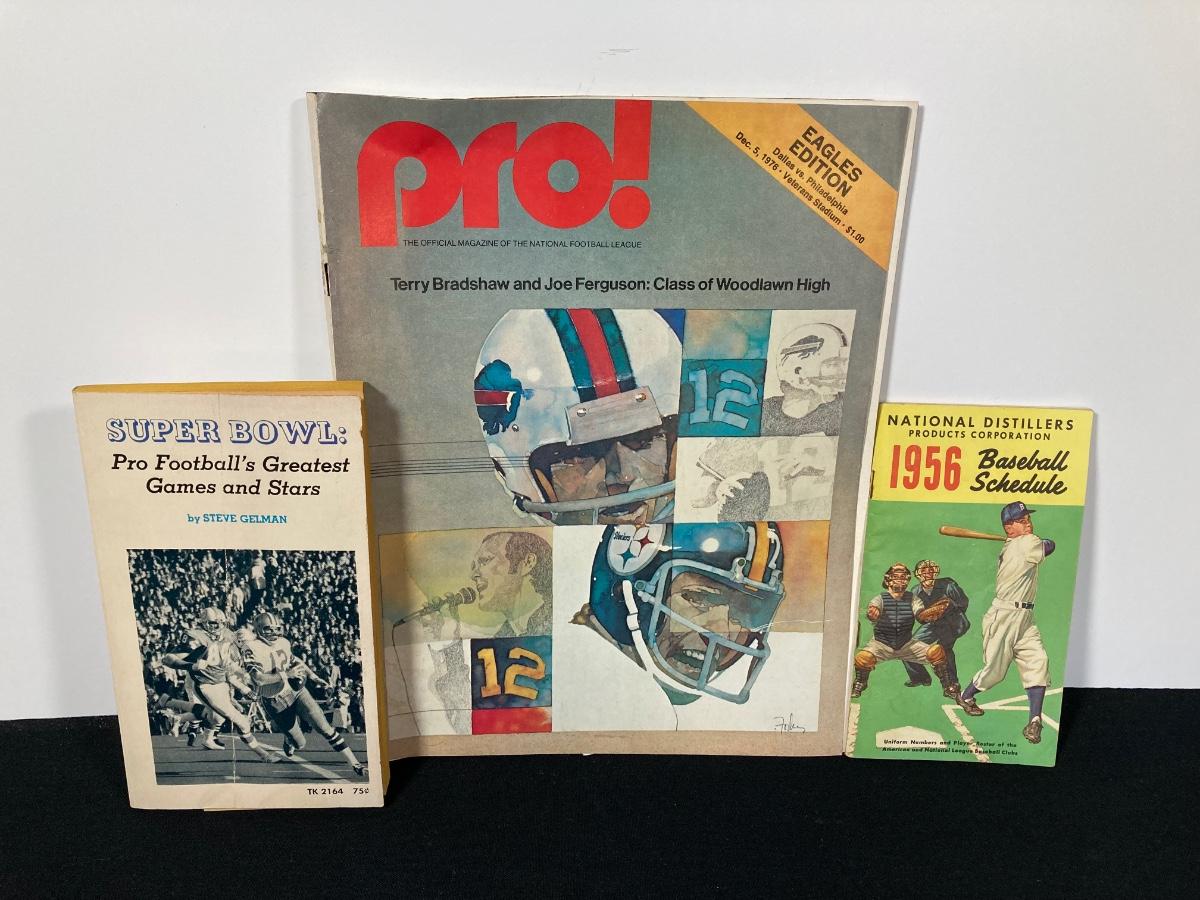 SUPER BOWL:
Pro Football's Greatest
Games and Stars
by STEVE GELMAN
TK 2164 75¢
pro!
THE OFFICIAL MAGAZINE OF THE NATIONAL FOOTBALL LEAGUE
EAGLES
EDITION
Dallas vs. Philadelphia
Dec. 5, 1976 • Veterans Stadium • $1.00
Terry Bradshaw and Joe Ferguson: Class of Woodlawn High
12
Steelers
12
NATIONAL DISTILLERS
PRODUCTS CORPORATION
1956 Baseball
Schedule
Uniform Numbers and Player Roster of the
American and National League Baseball Clubs